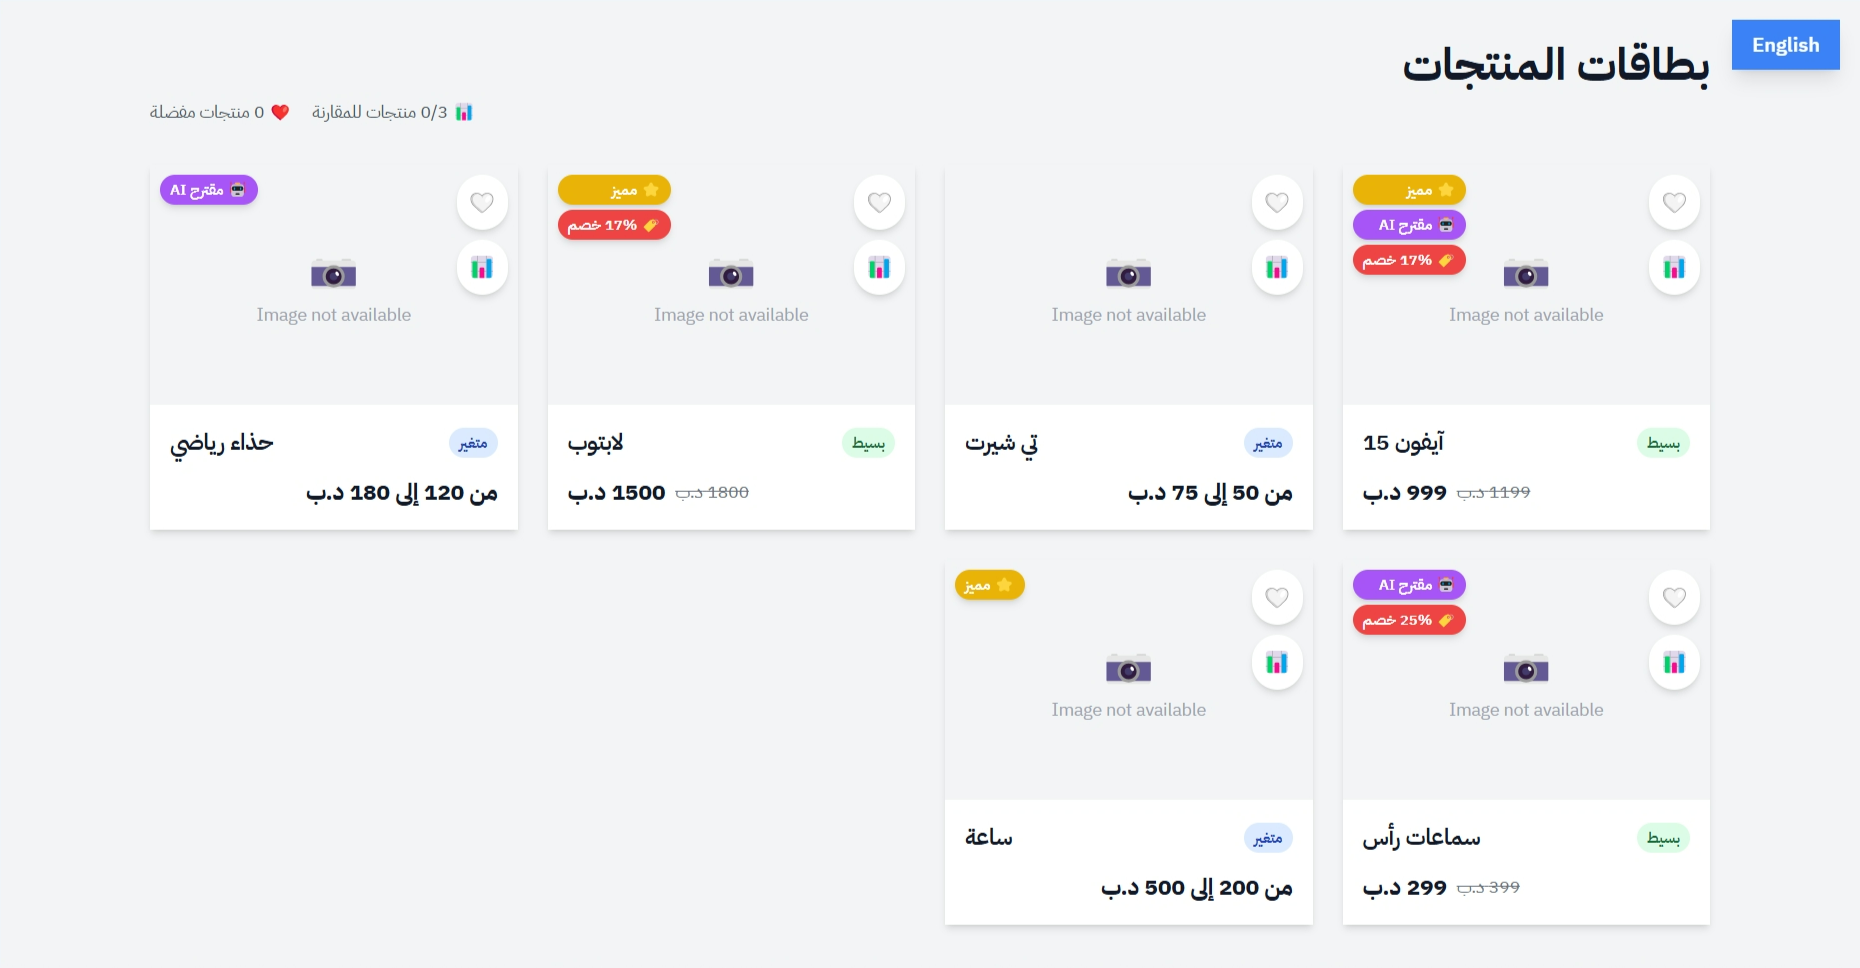 English
بطاقات المنتجات
0/3 منتجات للمقارنة
0 منتجات مفضلة
مميز
مقترح AI
17% خصم
Image not available
بسيط
آيفون 15
1199 د.ب
999 د.ب
Image not available
متغير
تي شيرت
من 50 إلى 75 د.ب
مميز
17% خصم
Image not available
بسيط
لابتوب
1800 د.ب
1500 د.ب
مقترح AI
Image not available
متغير
حذاء رياضي
من 120 إلى 180 د.ب
مقترح AI
25% خصم
Image not available
بسيط
سماعات رأس
399 د.ب
299 د.ب
مميز
Image not available
متغير
ساعة
من 200 إلى 500 د.ب